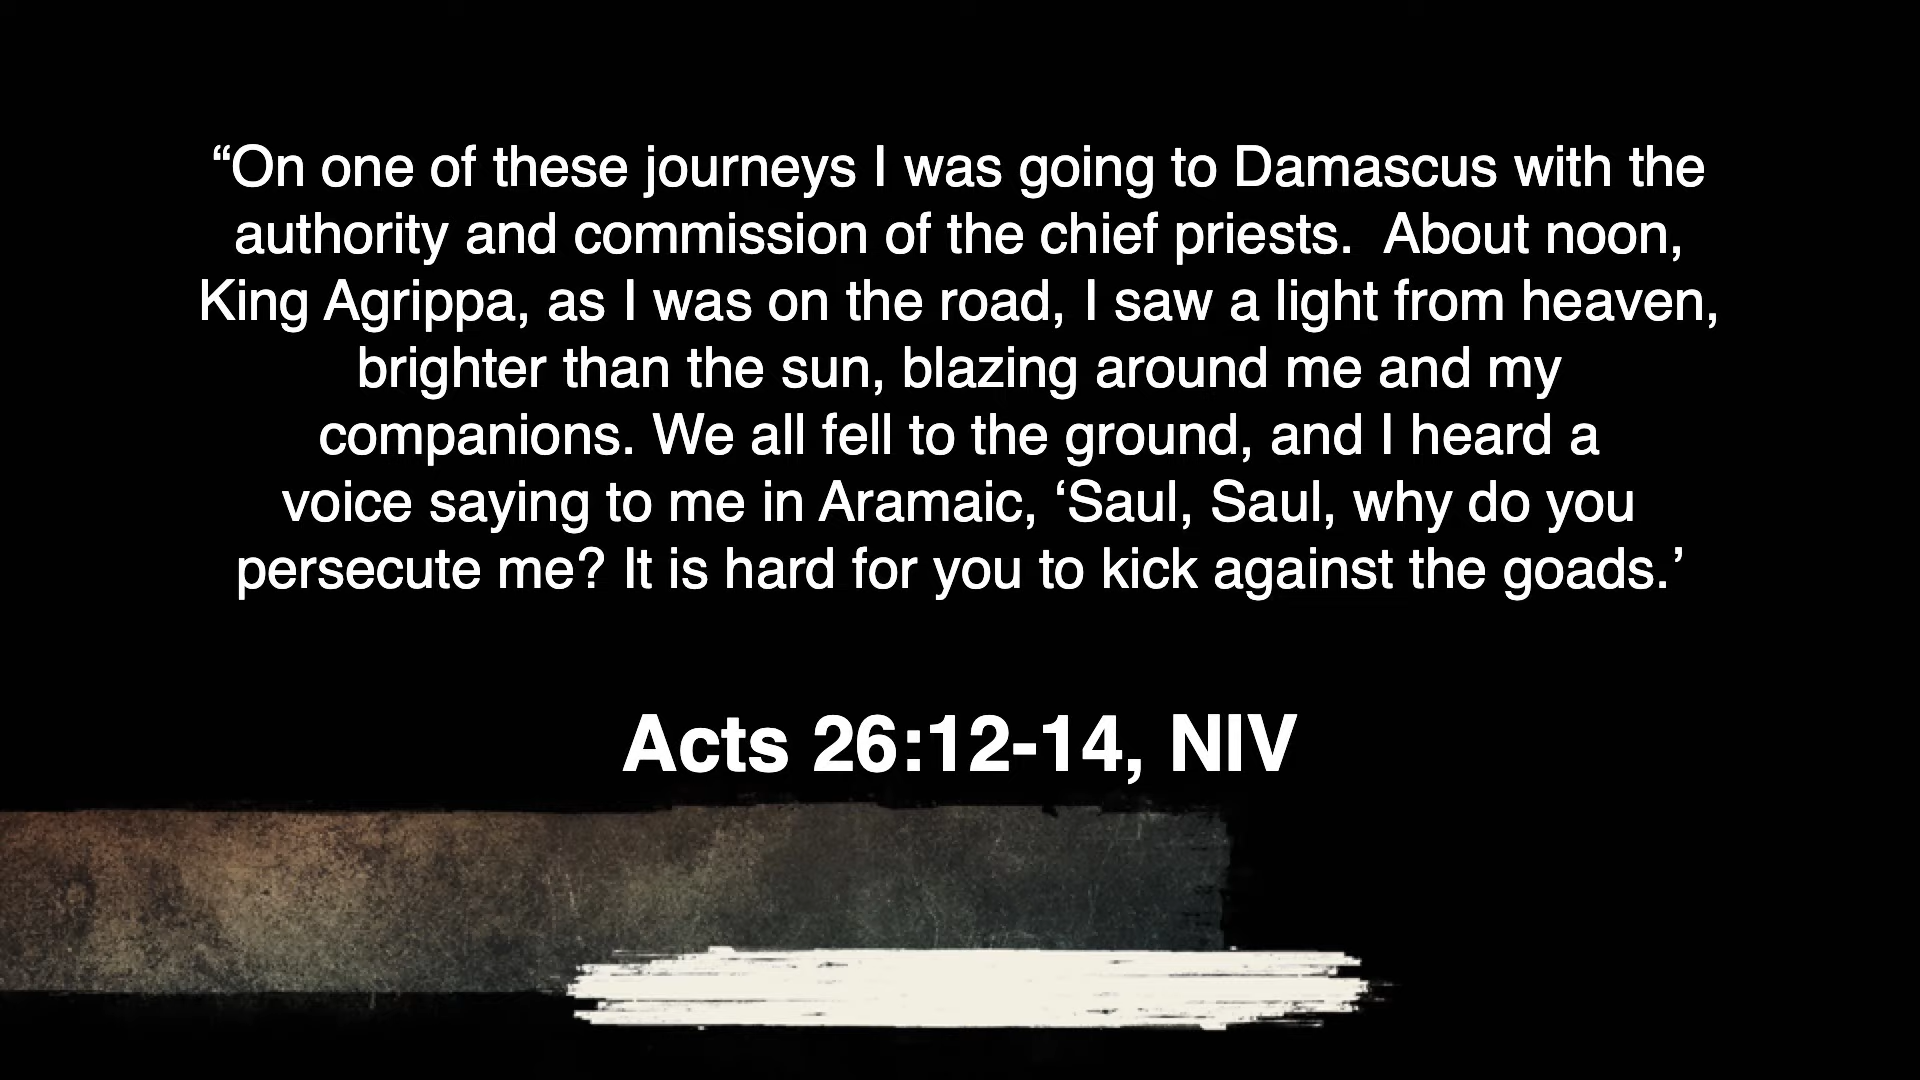 “On one of these journeys I was going to Damascus with the
authority and commission of the chief priests.  About noon,
King Agrippa, as I was on the road, I saw a light from heaven,
brighter than the sun, blazing around me and my
companions. We all fell to the ground, and I heard a
voice saying to me in Aramaic, ‘Saul, Saul, why do you
persecute me? It is hard for you to kick against the goads.’
Acts 26:12-14, NIV